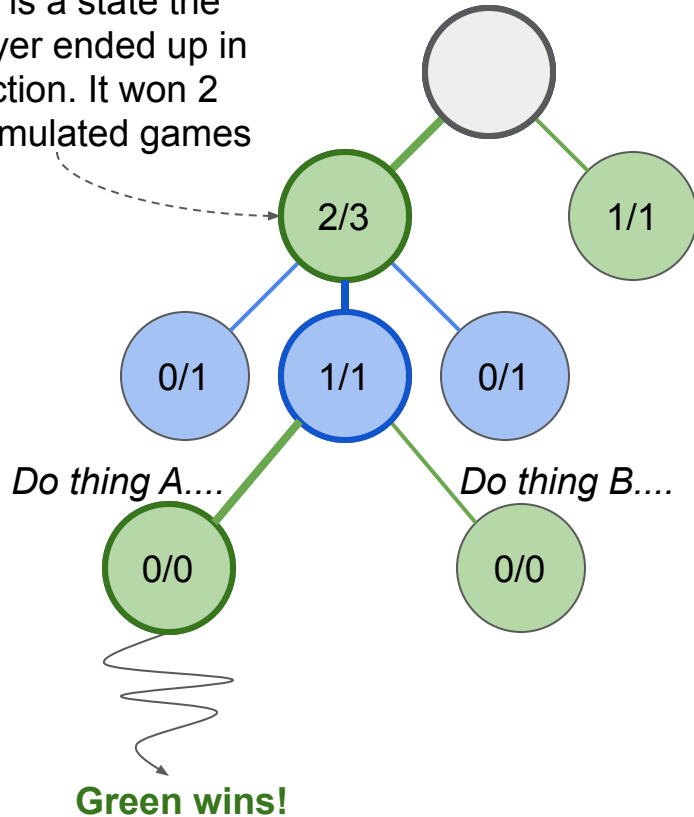 is a state the
yer ended up in
ction. It won 2
mulated games
2/3
1/1
0/1
1/1
0/1
Do thing A....
Do thing B....
0/0
0/0
Green wins!